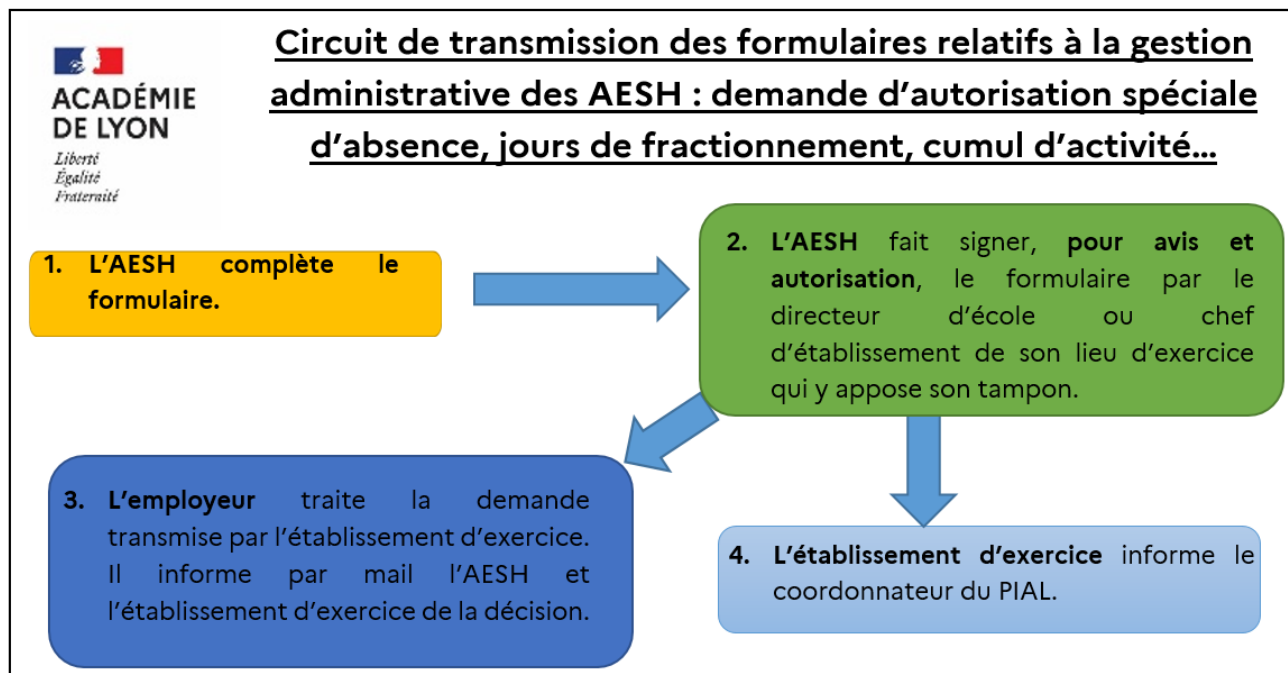 ACADÉMIE
DE LYON
Liberté
Égalité
Fraternité
Circuit de transmission des formulaires relatifs à la gestion
administrative des AESH : demande d'autorisation spéciale
d'absence, jours de fractionnement, cumul d'activité…
1. L'AESH complète le
formulaire.
2. L'AESH fait signer, pour avis et
autorisation, le formulaire par le
directeur d'école ou chef
d'établissement de son lieu d'exercice
qui y appose son tampon.
3. L'employeur traite la demande
transmise par l'établissement d'exercice.
Il informe par mail l'AESH et
l'établissement d'exercice de la décision.
4. L'établissement d'exercice informe le
coordonnateur du PIAL.